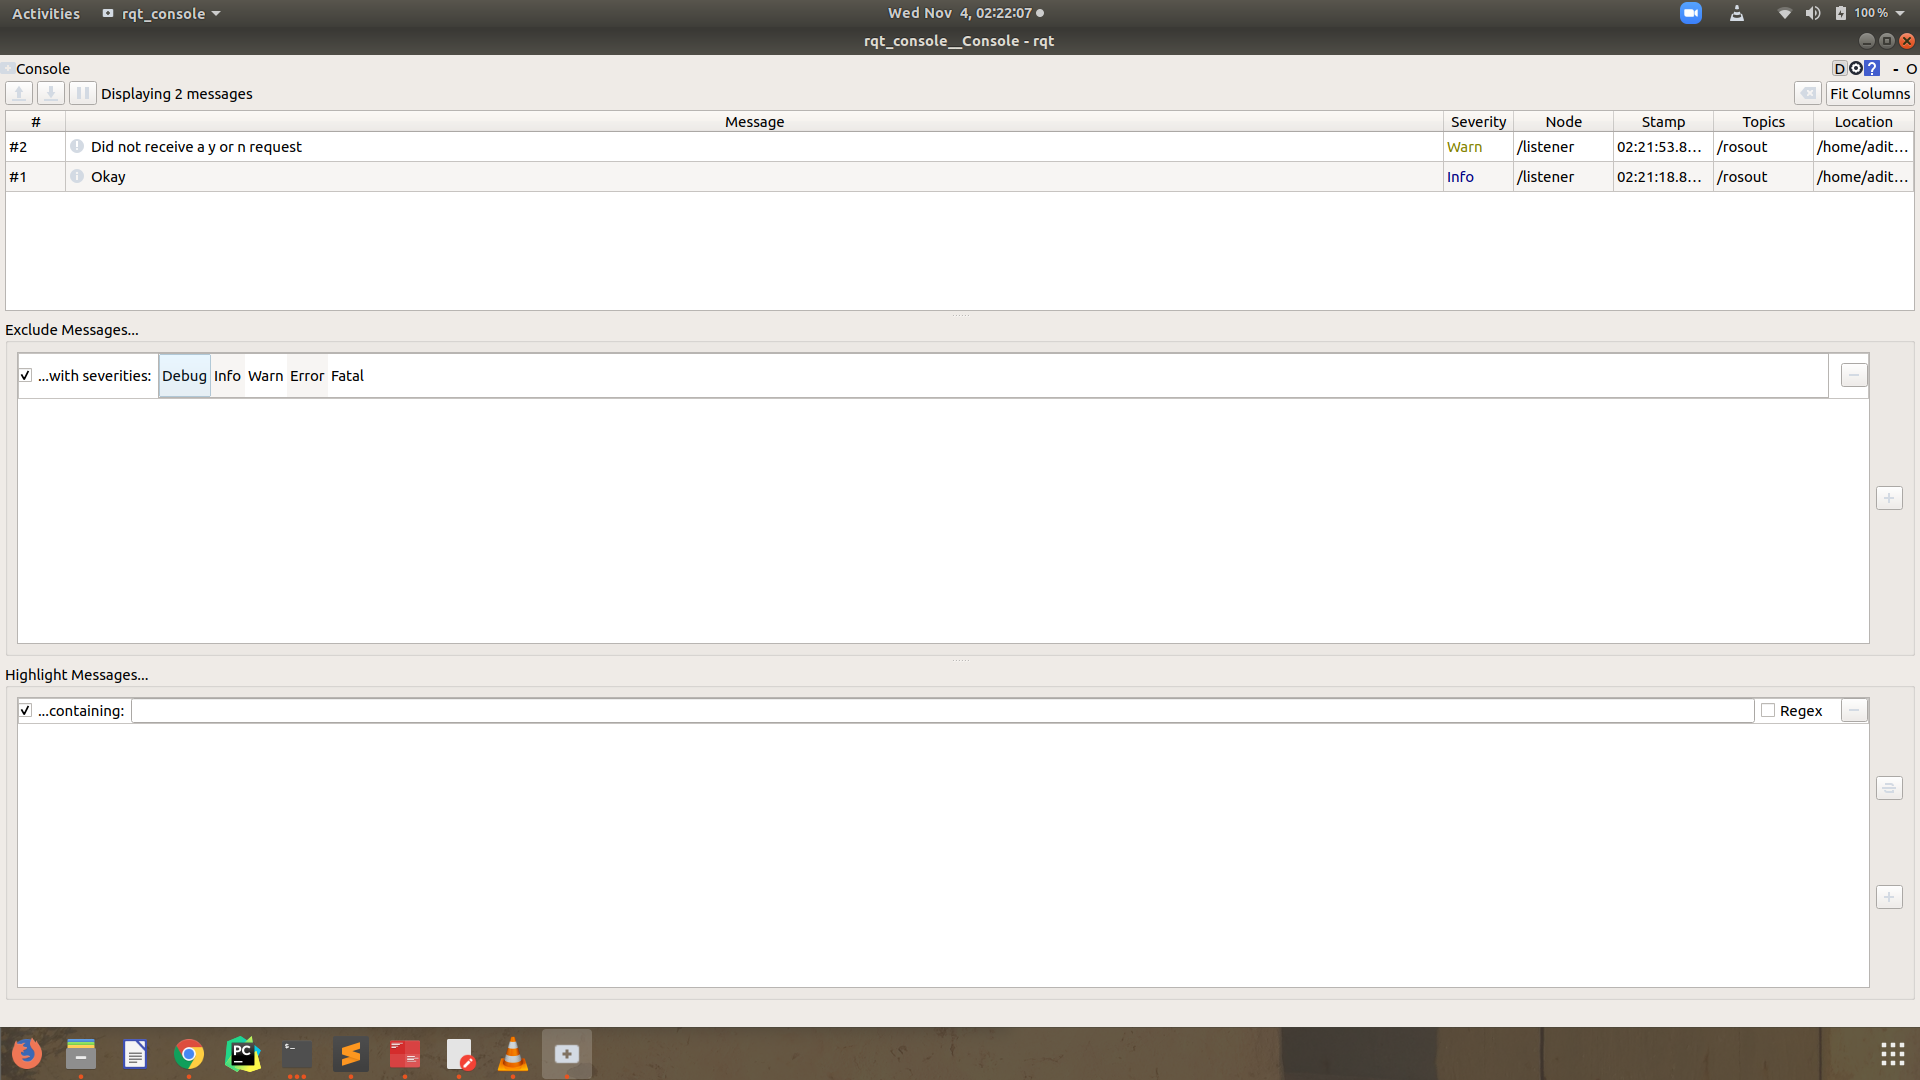 Activities rqt_console Wed Nov 4, 02:22:07 100 %
rqt_console__Console - rqt
Console D ? - O
Displaying 2 messages Fit Columns
# Message Severity Node Stamp Topics Location
#2 Did not receive a y or n request Warn /listener 02:21:53.8... /rosout /home/adit...
#1 Okay Info /listener 02:21:18.8... /rosout /home/adit...
Exclude Messages...
...with severities: Debug Info Warn Error Fatal
Highlight Messages...
...containing: Regex
PC